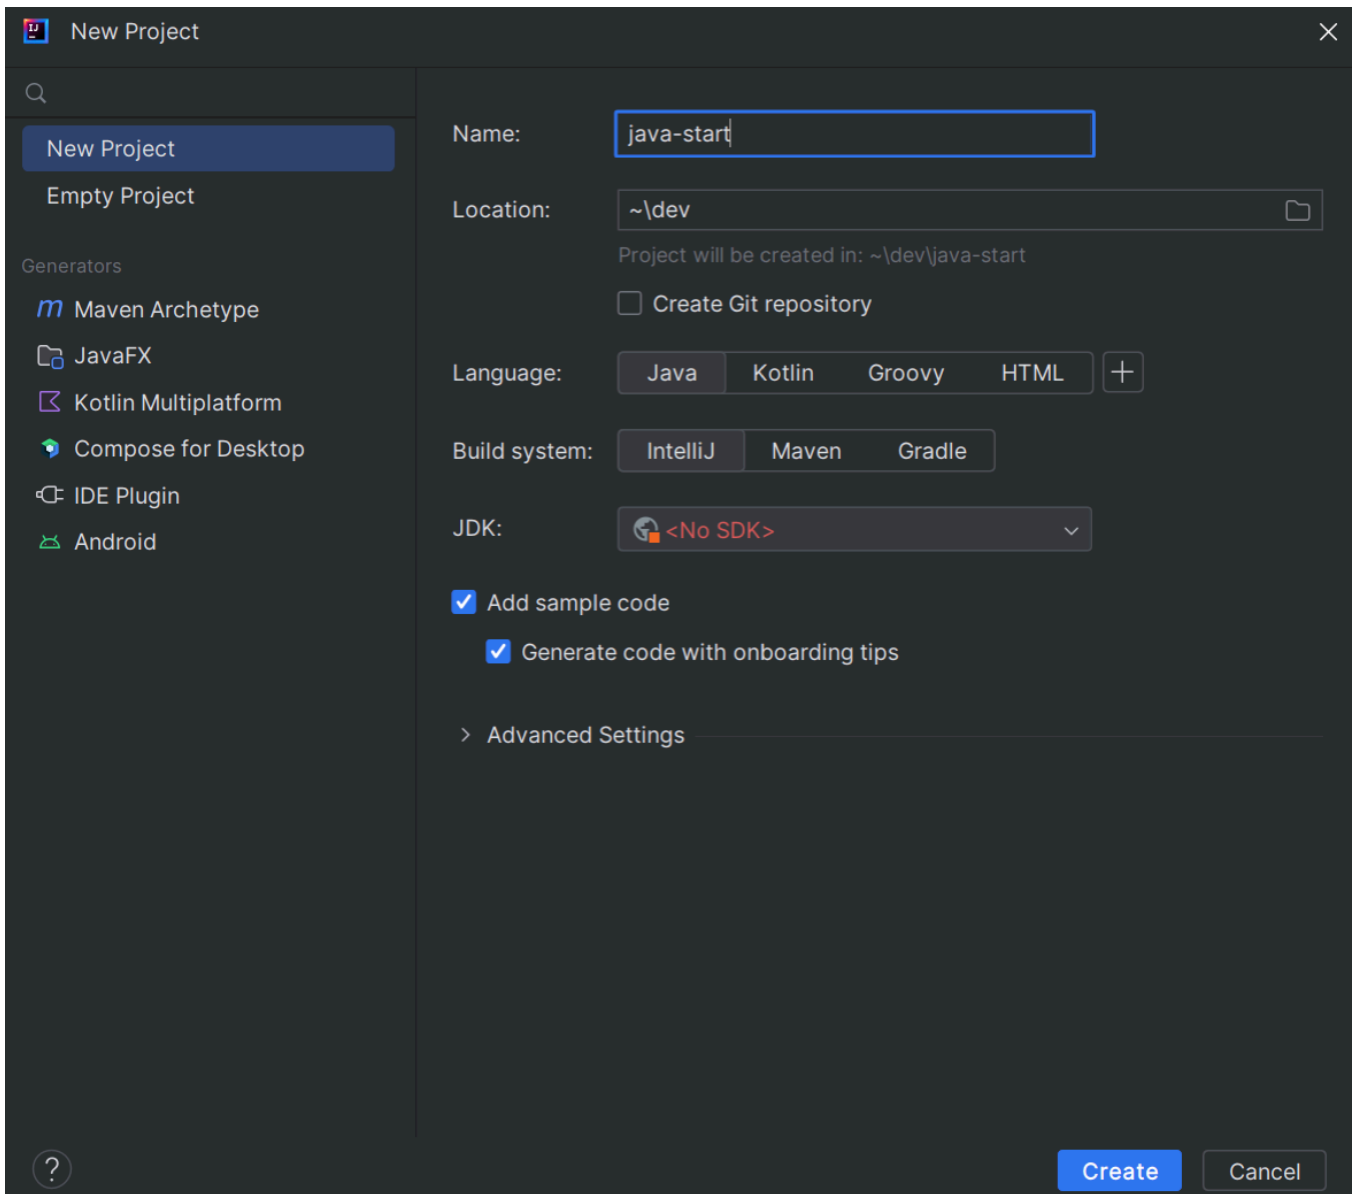 New Project
New Project
Empty Project
Generators
Maven Archetype
JavaFX
Kotlin Multiplatform
Compose for Desktop
IDE Plugin
Android
Name: java-start
Location: ~\dev
Project will be created in: ~\dev\java-start
Create Git repository
Language: Java Kotlin Groovy HTML
Build system: IntelliJ Maven Gradle
JDK: <No SDK>
Add sample code
Generate code with onboarding tips
Advanced Settings
? Create Cancel